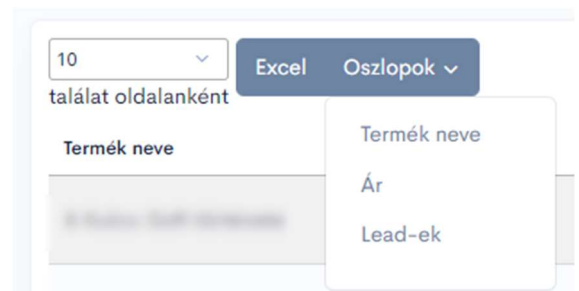 10
Excel Oszlopok
találat oldalanként
Termék neve
Termék neve
Ár
Lead-ek